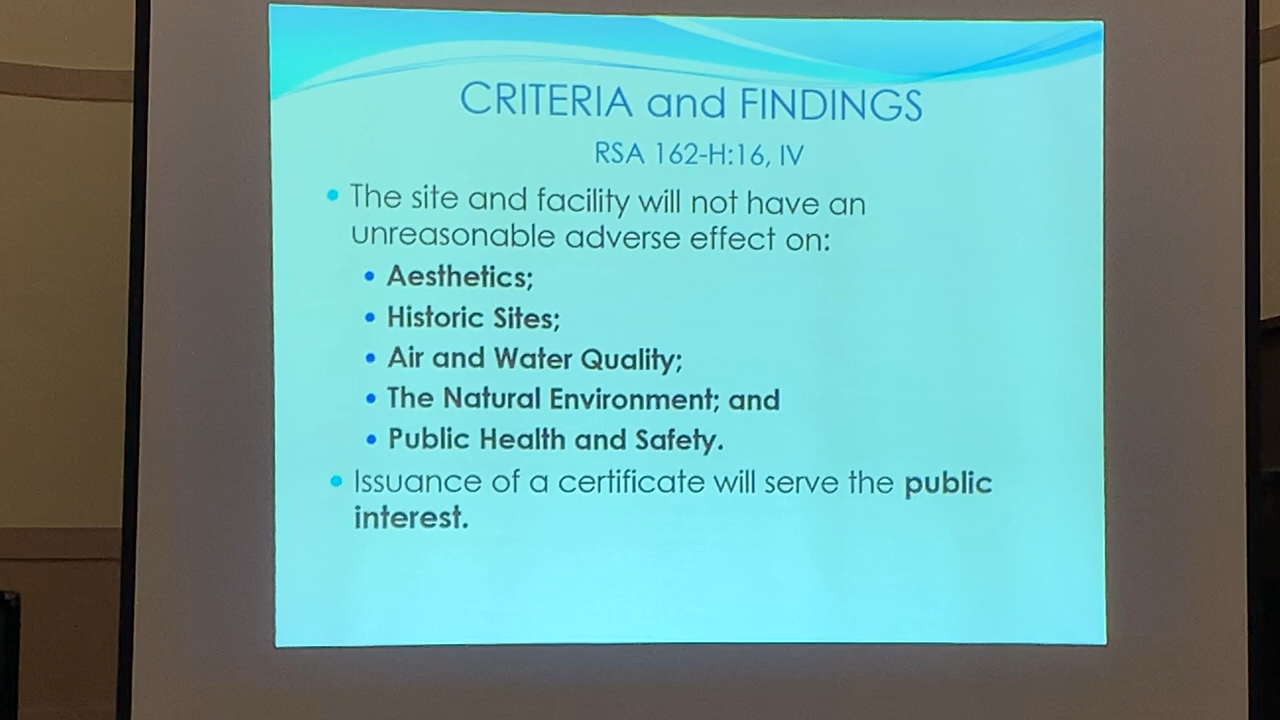 CRITERIA and FINDINGS
RSA 162-H:16, IV
• The site and facility will not have an
unreasonable adverse effect on:
• Aesthetics;
• Historic Sites;
• Air and Water Quality;
• The Natural Environment; and
• Public Health and Safety.
• Issuance of a certificate will serve the public
interest.